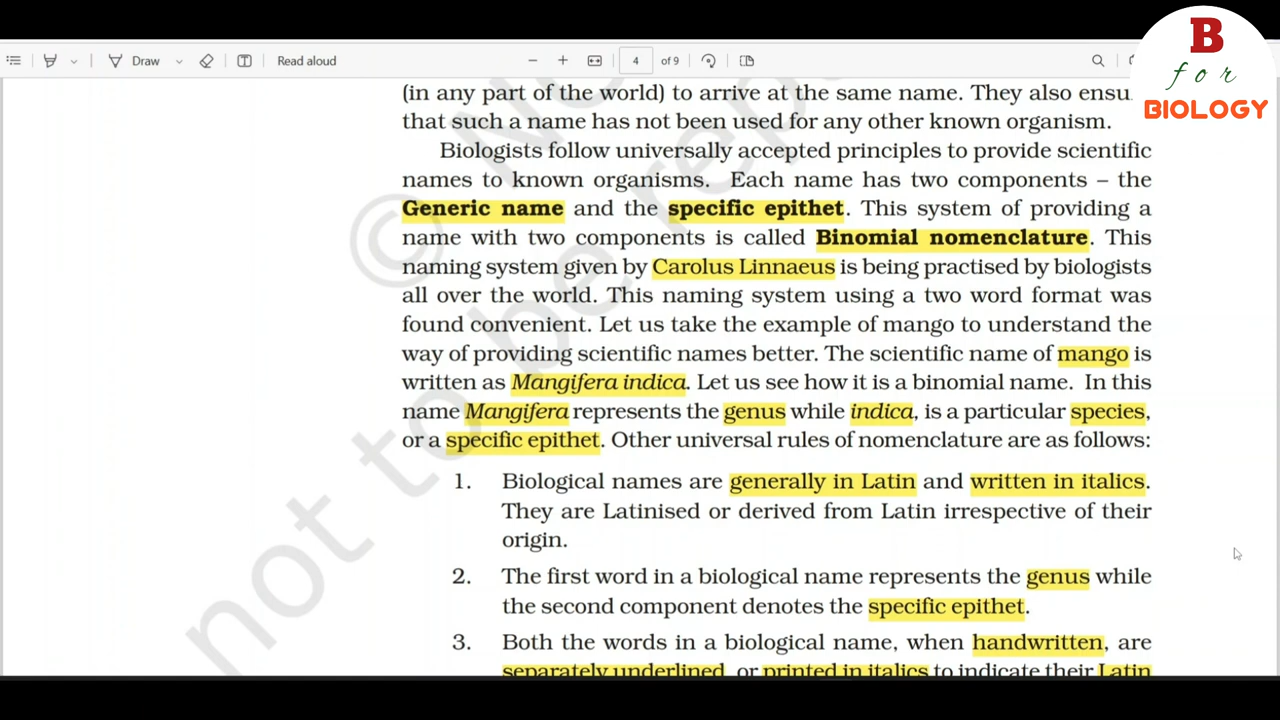 Draw
Read aloud
4
of 9
B
for
BIOLOGY
(in any part of the world) to arrive at the same name. They also ensu
that such a name has not been used for any other known organism.
Biologists follow universally accepted principles to provide scientific
names to known organisms. Each name has two components – the
Generic name and the specific epithet. This system of providing a
name with two components is called Binomial nomenclature. This
naming system given by Carolus Linnaeus is being practised by biologists
all over the world. This naming system using a two word format was
found convenient. Let us take the example of mango to understand the
way of providing scientific names better. The scientific name of mango is
written as Mangifera indica. Let us see how it is a binomial name. In this
name Mangifera represents the genus while indica, is a particular species,
or a specific epithet. Other universal rules of nomenclature are as follows:
1. Biological names are generally in Latin and written in italics.
They are Latinised or derived from Latin irrespective of their
origin.
2. The first word in a biological name represents the genus while
the second component denotes the specific epithet.
3. Both the words in a biological name, when handwritten, are
separately underlined, or printed in italics to indicate their Latin
© N
not to be rep